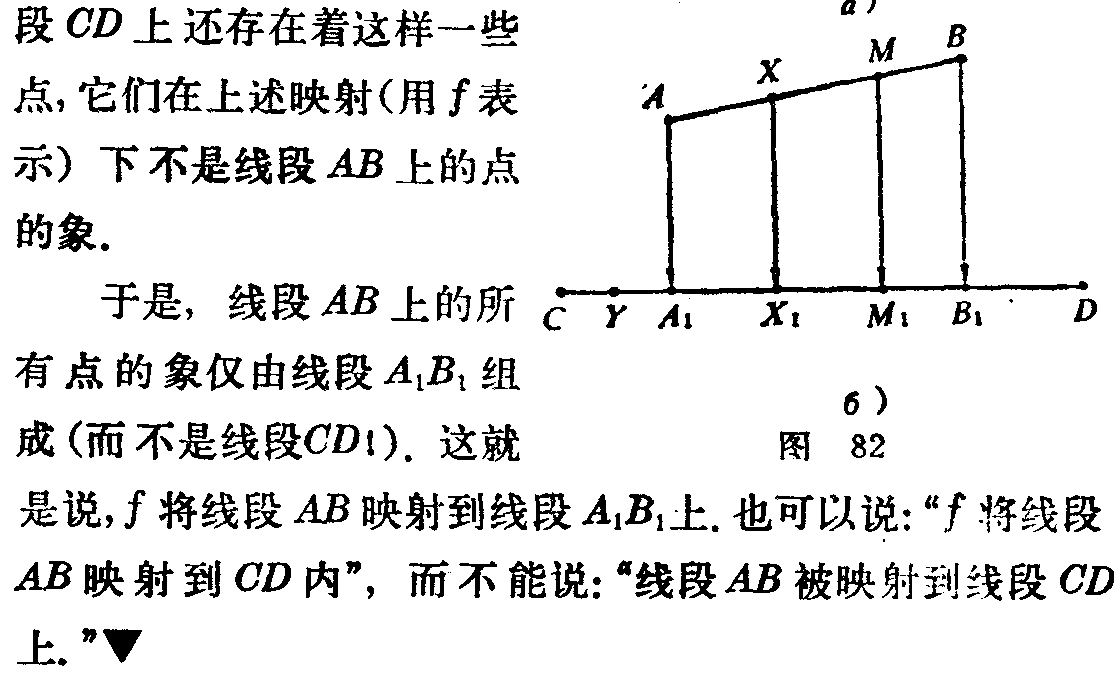 a)
段 CD 上还存在着这样一些
点,它们在上述映射(用 f 表
示) 下不是线段 AB 上的点
的象.
A X M B
C Y A₁ X₁ M₁ B₁ D
б)
图 82
于是, 线段 AB 上的所
有点的象仅由线段 A₁B₁ 组
成(而不是线段CD!). 这就
是说, f 将线段 AB 映射到线段 A₁B₁上. 也可以说: “f 将线段
AB 映射到 CD 内”, 而不能说: “线段 AB 被映射到线段 CD
上. ”▼